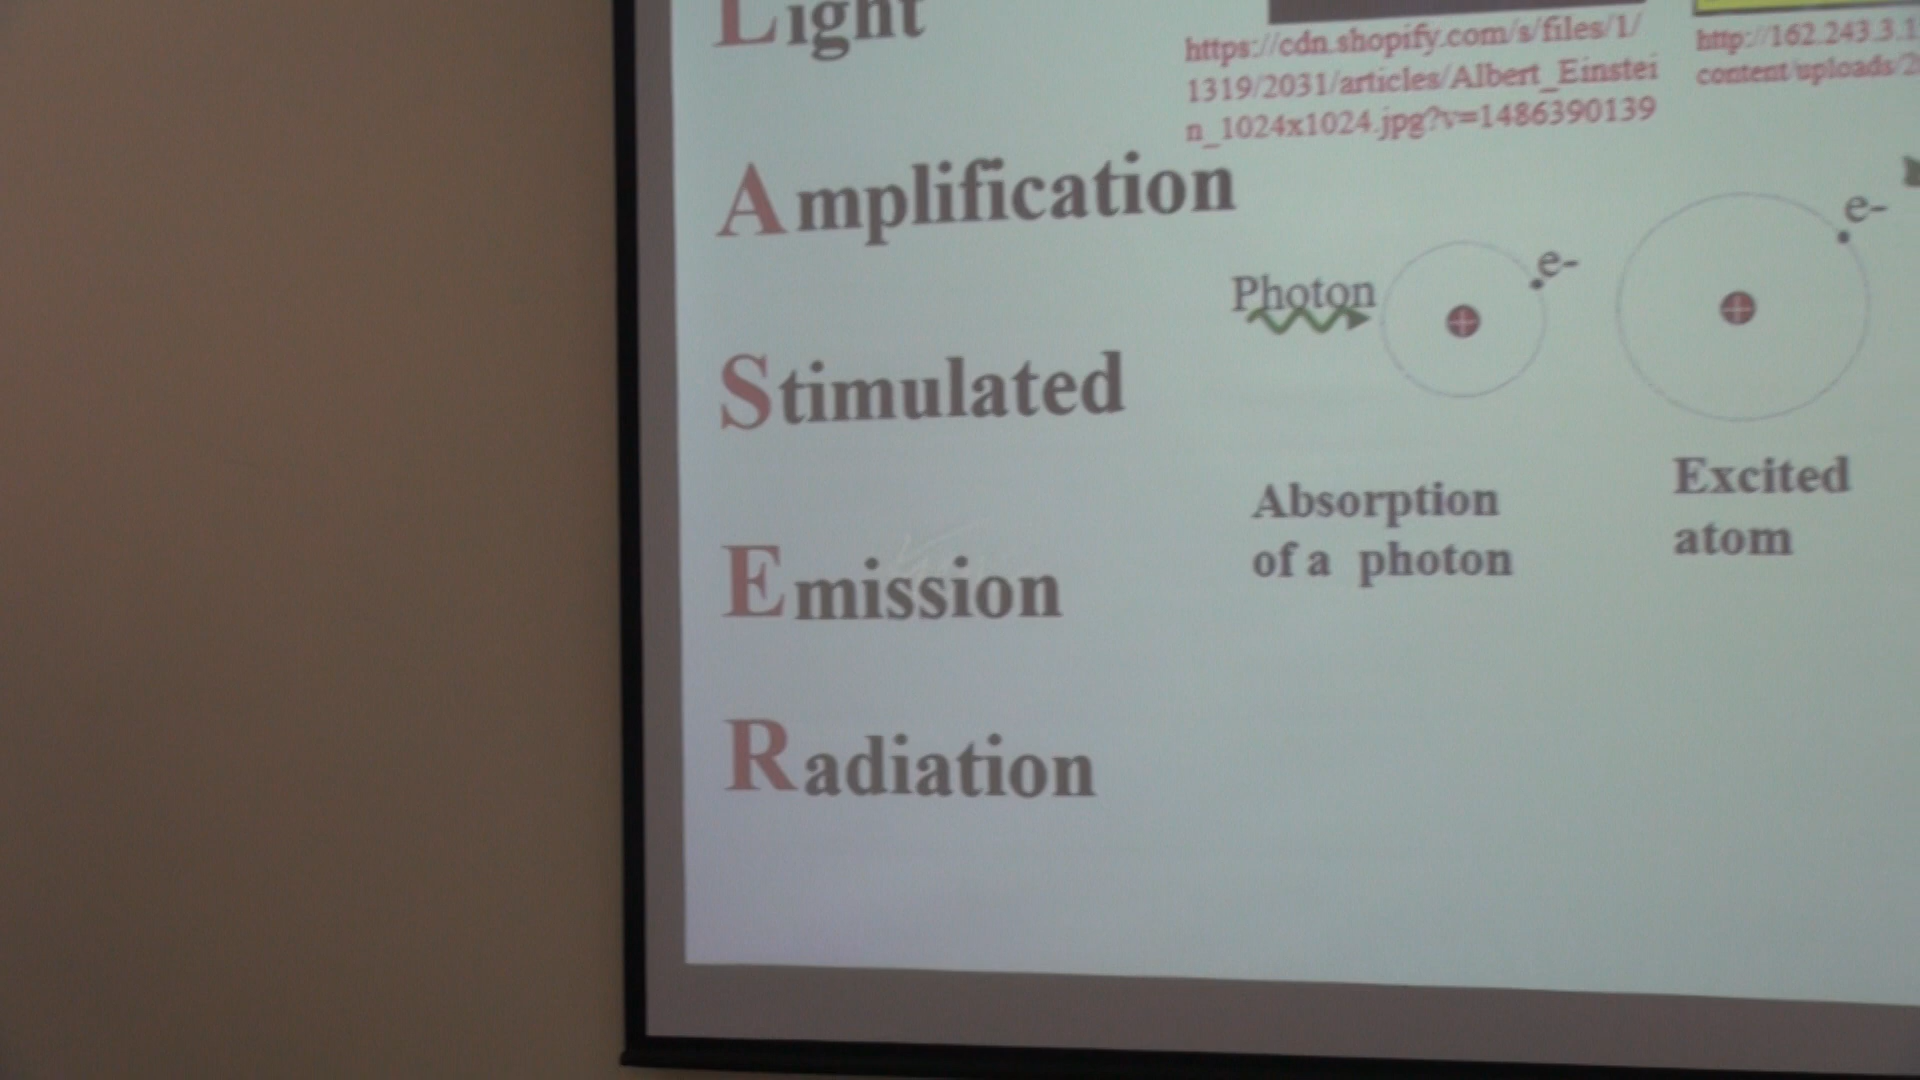 Light
https://cdn.shopify.com/s/files/1/
1319/2031/articles/Albert_Einstei
n_1024x1024.jpg?v=1486390139
http://162.243.3.1
content/uploads/2
Amplification
Photon
e-
e-
Stimulated
Absorption
of a photon
Excited
atom
Emission
Radiation